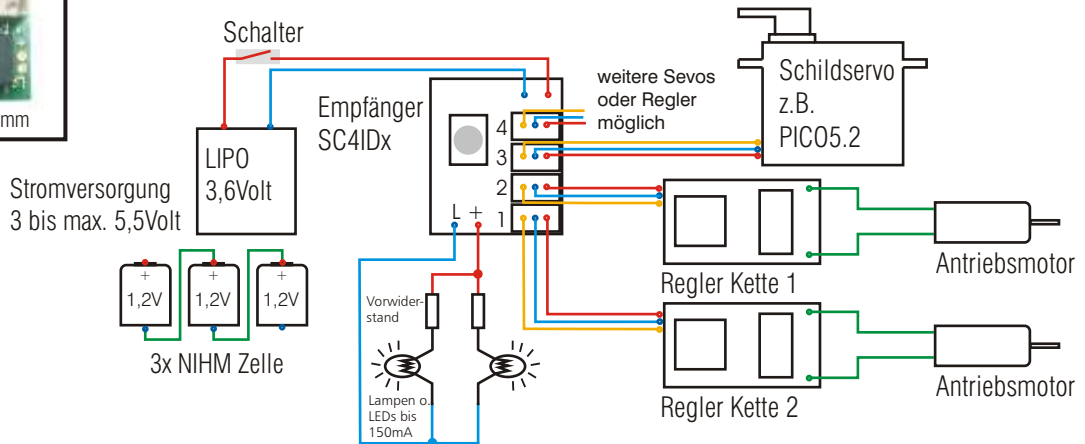 mm
Schalter
Empfänger
SC4IDx
weitere Sevos
oder Regler
möglich
Schildservo
z.B.
PICO5.2
LIPO
3,6Volt
Stromversorgung
3 bis max. 5,5Volt
4
3
2
1
L +
+
1,2V
+
1,2V
+
1,2V
3x NIHM Zelle
Vorwider-
stand
Lampen o.
LEDs bis
150mA
Regler Kette 1
Antriebsmotor
Regler Kette 2
Antriebsmotor